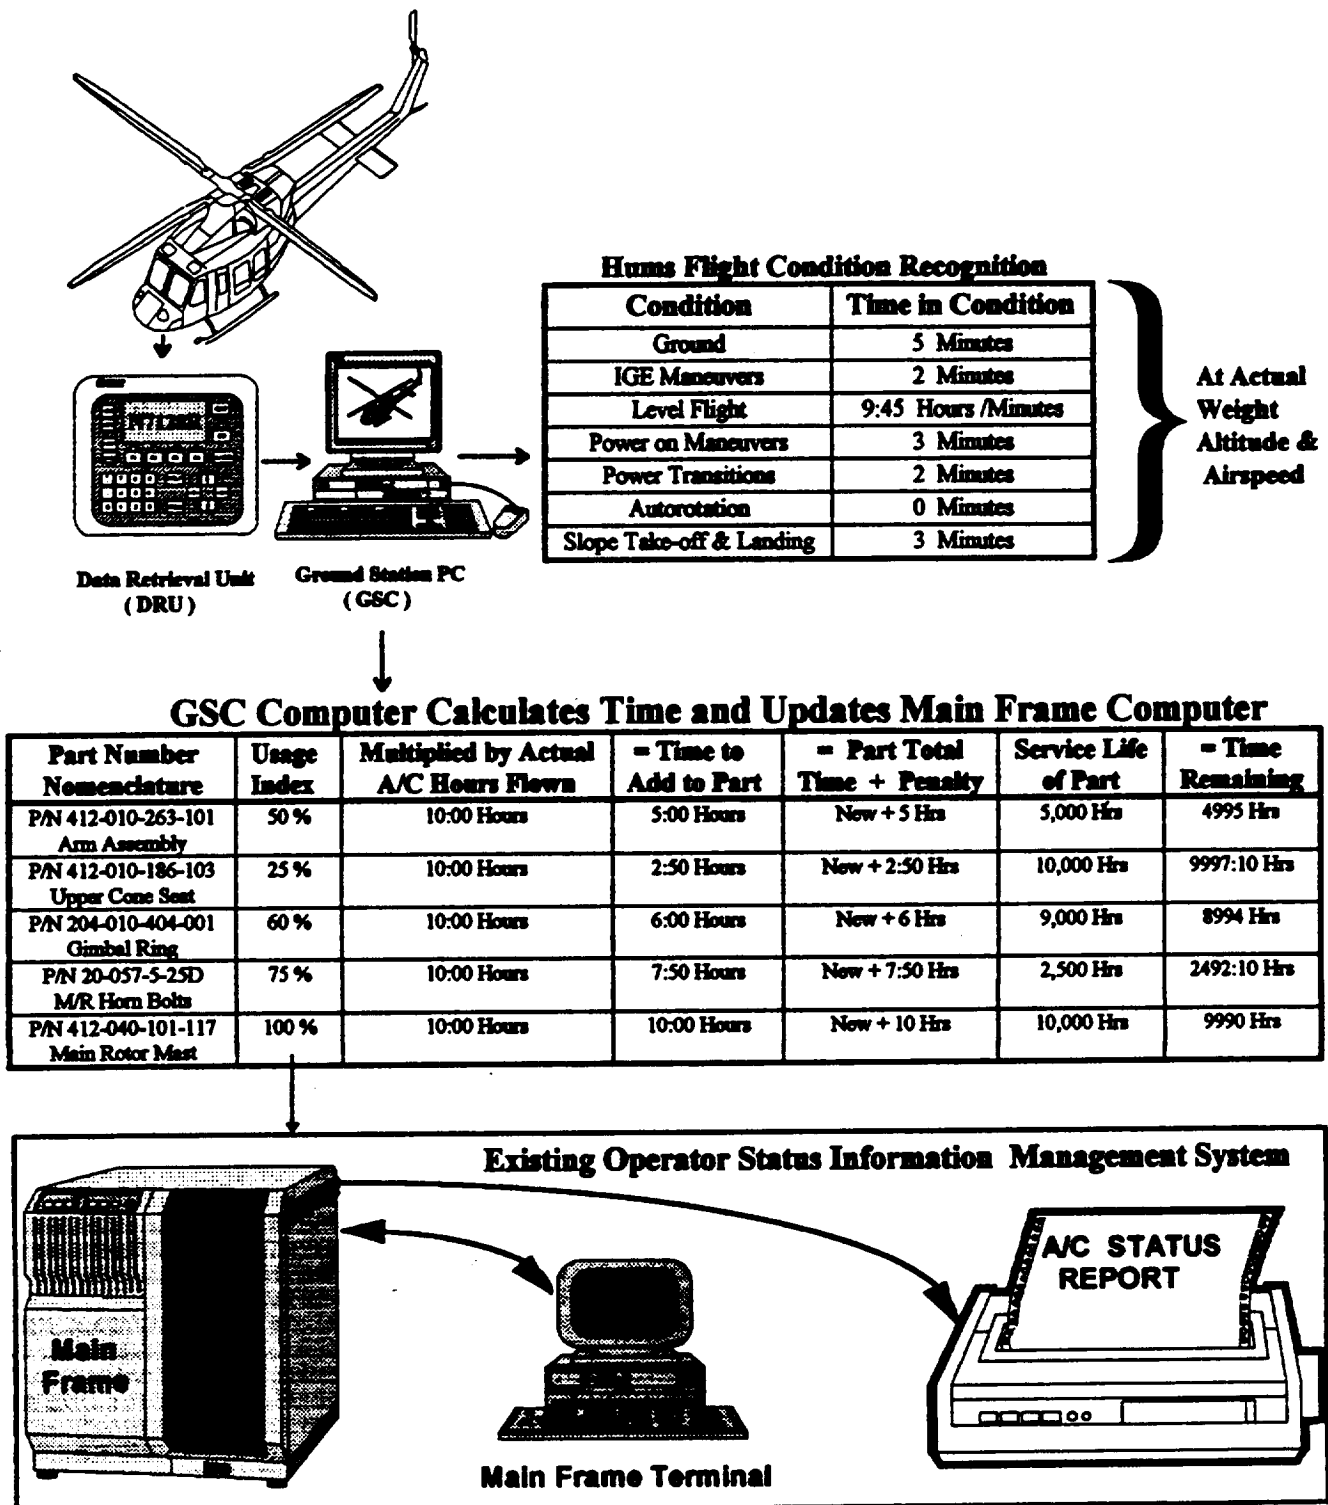 Hums Flight Condition Recognition
Condition Time in Condition
Ground 5 Minutes
IGE Maneuvers 2 Minutes
Level Flight 9:45 Hours /Minutes
Power on Maneuvers 3 Minutes
Power Transitions 2 Minutes
Autorotation 0 Minutes
Slope Take-off & Landing 3 Minutes
At Actual
Weight
Altitude &
Airspeed
Data Retrieval Unit
( DRU )
Ground Station PC
( GSC )
GSC Computer Calculates Time and Updates Main Frame Computer
Part Number Usage Multiplied by Actual = Time to = Part Total Service Life = Time
Nomenclature Index A/C Hours Flown Add to Part Time + Penalty of Part Remaining
P/N 412-010-263-101 50 % 10:00 Hours 5:00 Hours New + 5 Hrs 5,000 Hrs 4995 Hrs
Arm Assembly
P/N 412-010-186-103 25 % 10:00 Hours 2:50 Hours New + 2:50 Hrs 10,000 Hrs 9997:10 Hrs
Upper Cone Seat
P/N 204-010-404-001 60 % 10:00 Hours 6:00 Hours New + 6 Hrs 9,000 Hrs 8994 Hrs
Gimbal Ring
P/N 20-057-5-25D 75 % 10:00 Hours 7:50 Hours New + 7:50 Hrs 2,500 Hrs 2492:10 Hrs
M/R Horn Bolts
P/N 412-040-101-117 100 % 10:00 Hours 10:00 Hours New + 10 Hrs 10,000 Hrs 9990 Hrs
Main Rotor Mast
Existing Operator Status Information Management System
A/C STATUS
REPORT
Main
Frame
Main Frame Terminal